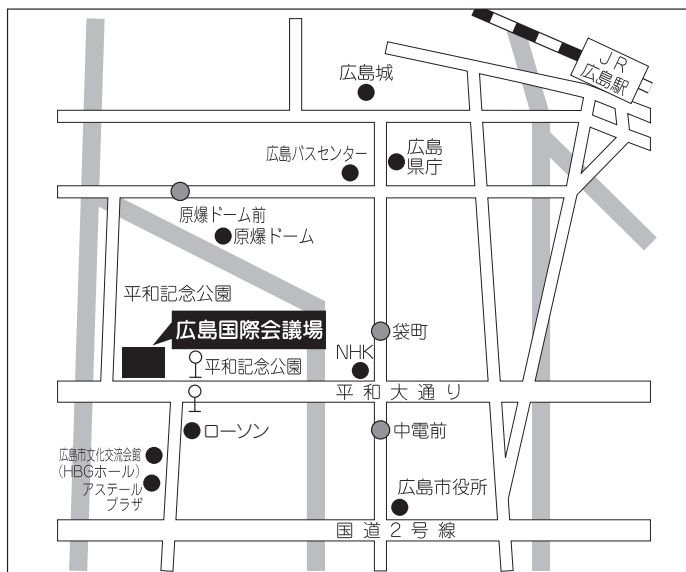 JR
広島駅
広島城
広島バスセンター
広島
県庁
原爆ドーム前
原爆ドーム
平和記念公園
広島国際会議場
袋町
NHK
平和記念公園
平和大通り
ローソン
中電前
広島市文化交流会館
(HBGホール)
アステール
プラザ
広島市役所
国道2号線